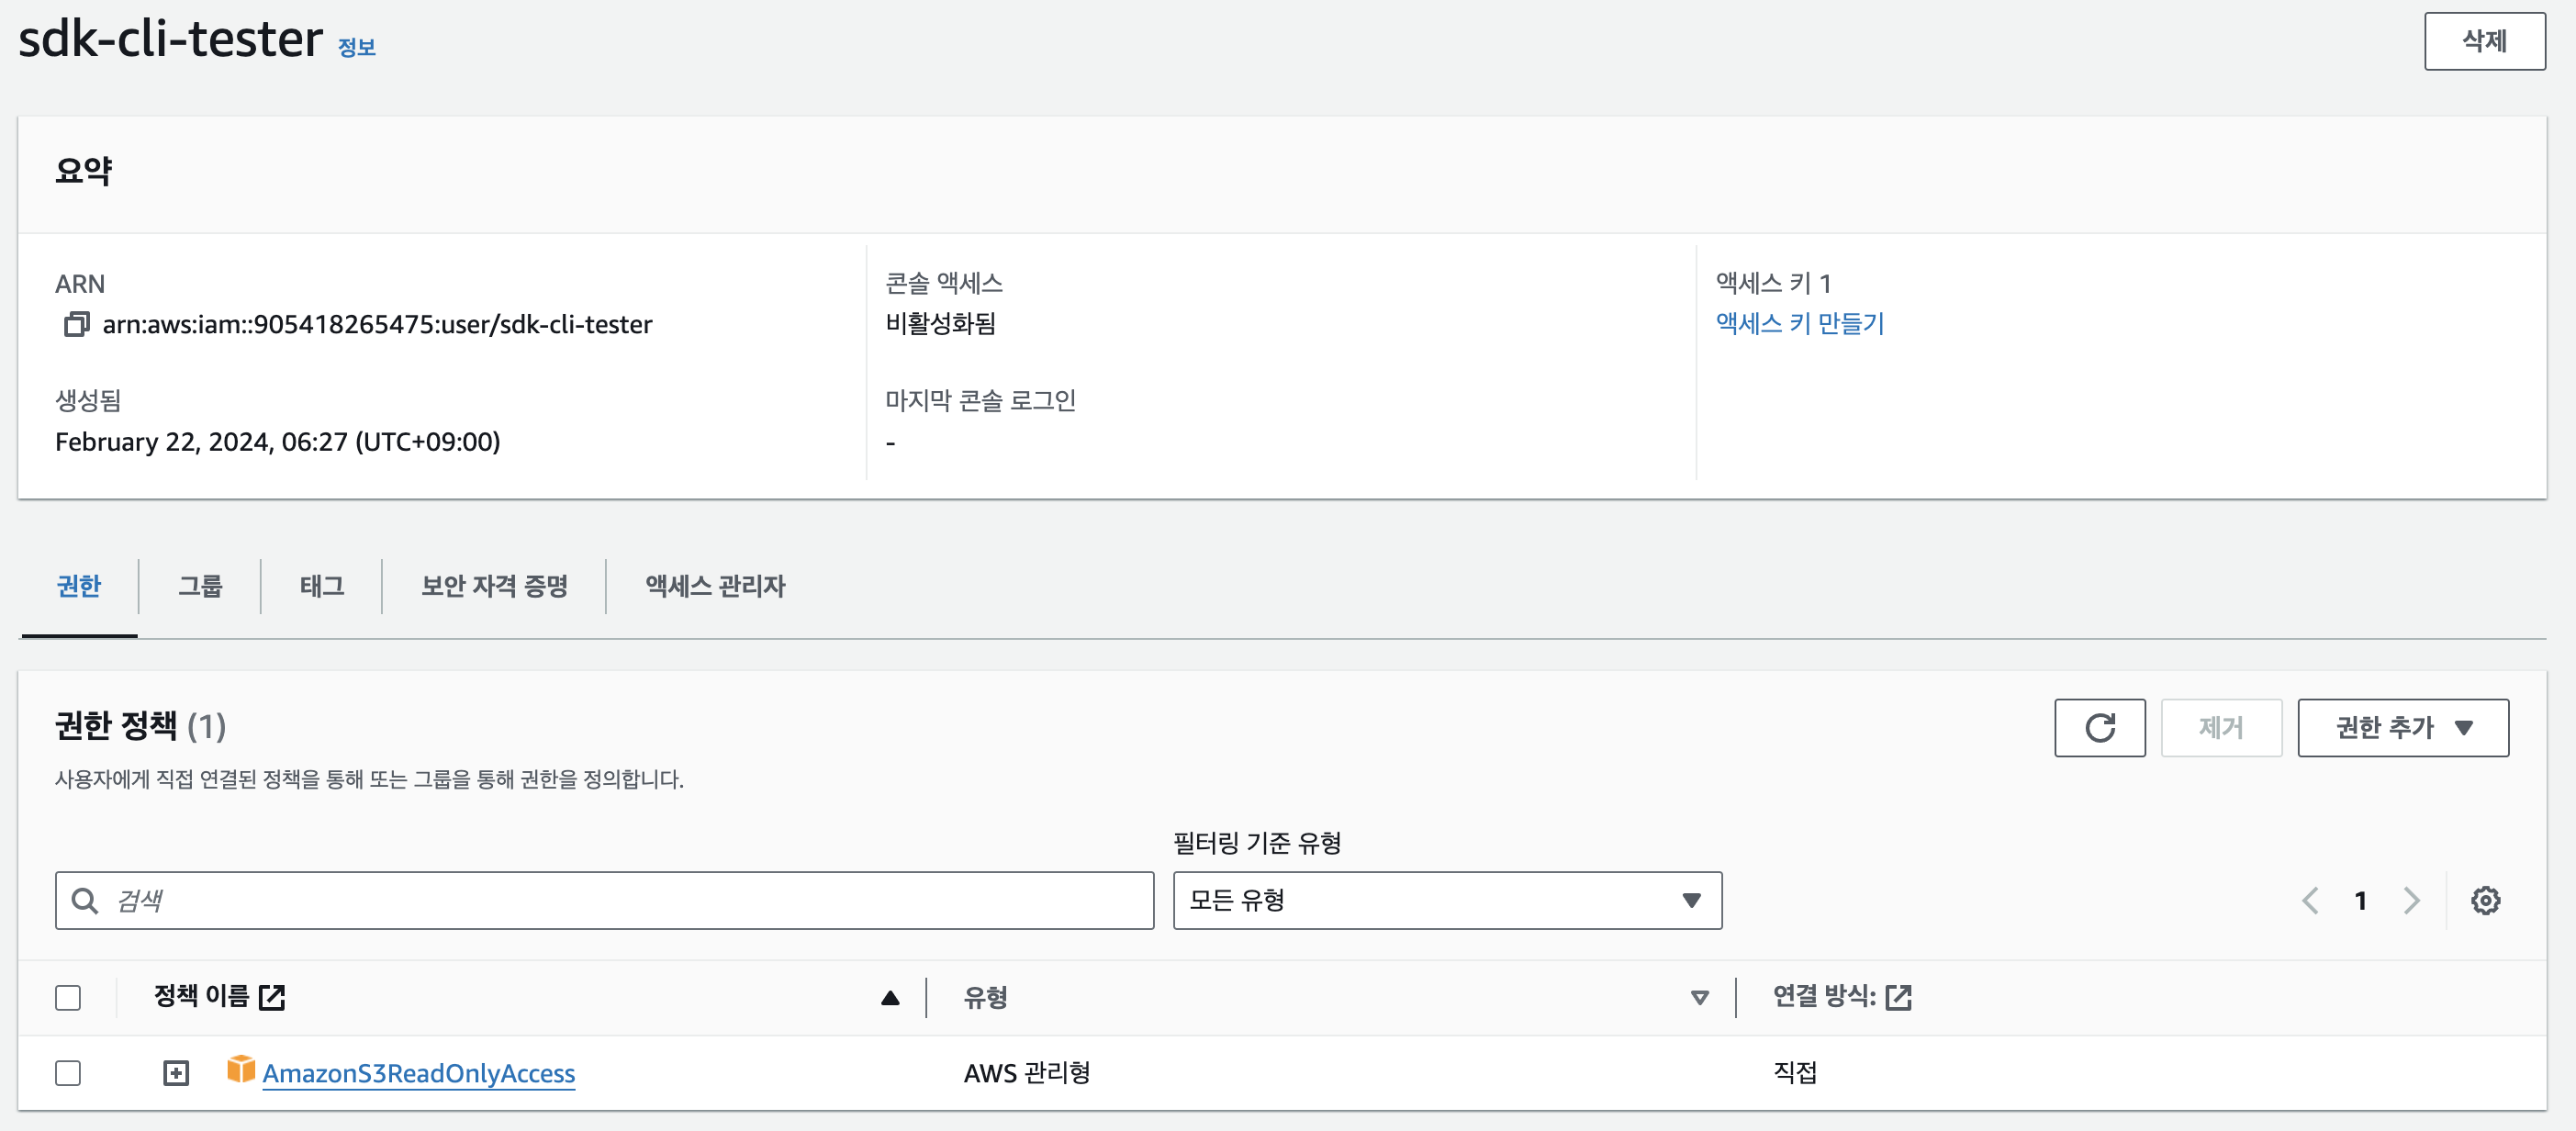 sdk-cli-tester 정보
삭제
요약
ARN
arn:aws:iam::905418265475:user/sdk-cli-tester
콘솔 액세스
비활성화됨
액세스 키 1
액세스 키 만들기
생성됨
February 22, 2024, 06:27 (UTC+09:00)
마지막 콘솔 로그인
-
권한 그룹 태그 보안 자격 증명 액세스 관리자
권한 정책 (1)
제거
권한 추가
사용자에게 직접 연결된 정책을 통해 또는 그룹을 통해 권한을 정의합니다.
필터링 기준 유형
검색
모든 유형
1
정책 이름 유형 연결 방식:
AmazonS3ReadOnlyAccess AWS 관리형 직접